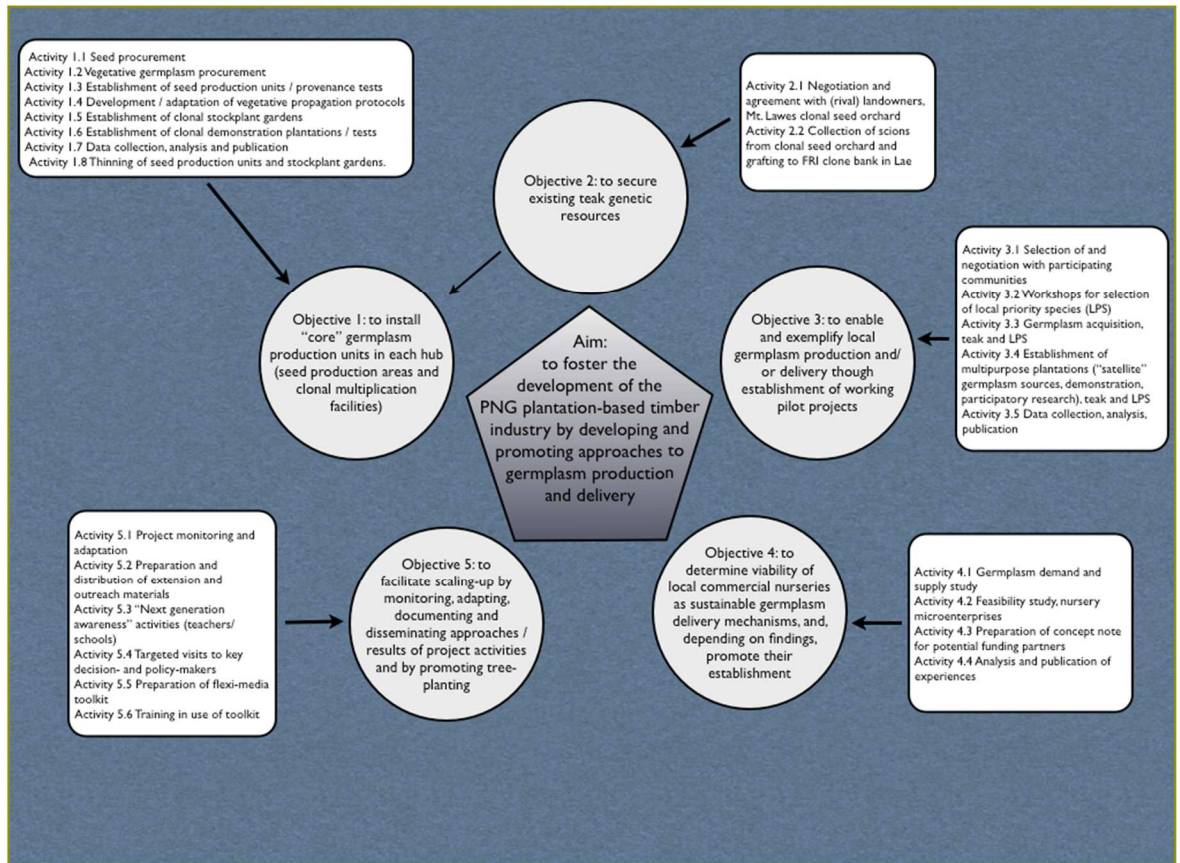 Activity 1.1 Seed procurement
Activity 1.2 Vegetative germplasm procurement
Activity 1.3 Establishment of seed production units / provenance tests
Activity 1.4 Development / adaptation of vegetative propagation protocols
Activity 1.5 Establishment of clonal stockplant gardens
Activity 1.6 Establishment of clonal demonstration plantations / tests
Activity 1.7 Data collection, analysis and publication
Activity 1.8 Thinning of seed production units and stockplant gardens.
Activity 2.1 Negotiation and
agreement with (rival) landowners,
Mt. Lawes clonal seed orchard
Activity 2.2 Collection of scions
from clonal seed orchard and
grafting to FRI clone bank in Lae
Objective 2: to secure
existing teak genetic
resources
Objective 1: to install
“core” germplasm
production units in each hub
(seed production areas and
clonal multiplication
facilities)
Aim:
to foster the
development of the
PNG plantation-based timber
industry by developing and
promoting approaches to
germplasm production
and delivery
Objective 3: to enable
and exemplify local
germplasm production and/
or delivery though
establishment of working
pilot projects
Activity 3.1 Selection of and
negotiation with participating
communities
Activity 3.2 Workshops for selection
of local priority species (LPS)
Activity 3.3 Germplasm acquisition,
teak and LPS
Activity 3.4 Establishment of
multipurpose plantations (“satellite”
germplasm sources, demonstration,
participatory research), teak and LPS
Activity 3.5 Data collection, analysis,
publication
Activity 5.1 Project monitoring and
adaptation
Activity 5.2 Preparation and
distribution of extension and
outreach materials
Activity 5.3 “Next generation
awareness” activities (teachers/
schools)
Activity 5.4 Targeted visits to key
decision- and policy-makers
Activity 5.5 Preparation of flexi-media
toolkit
Activity 5.6 Training in use of toolkit
Objective 5: to
facilitate scaling-up by
monitoring, adapting,
documenting and
disseminating approaches /
results of project activities
and by promoting tree-
planting
Objective 4: to
determine viability of
local commercial nurseries
as sustainable germplasm
delivery mechanisms, and,
depending on findings,
promote their
establishment
Activity 4.1 Germplasm demand and
supply study
Activity 4.2 Feasibility study, nursery
microenterprises
Activity 4.3 Preparation of concept note
for potential funding partners
Activity 4.4 Analysis and publication of
experiences